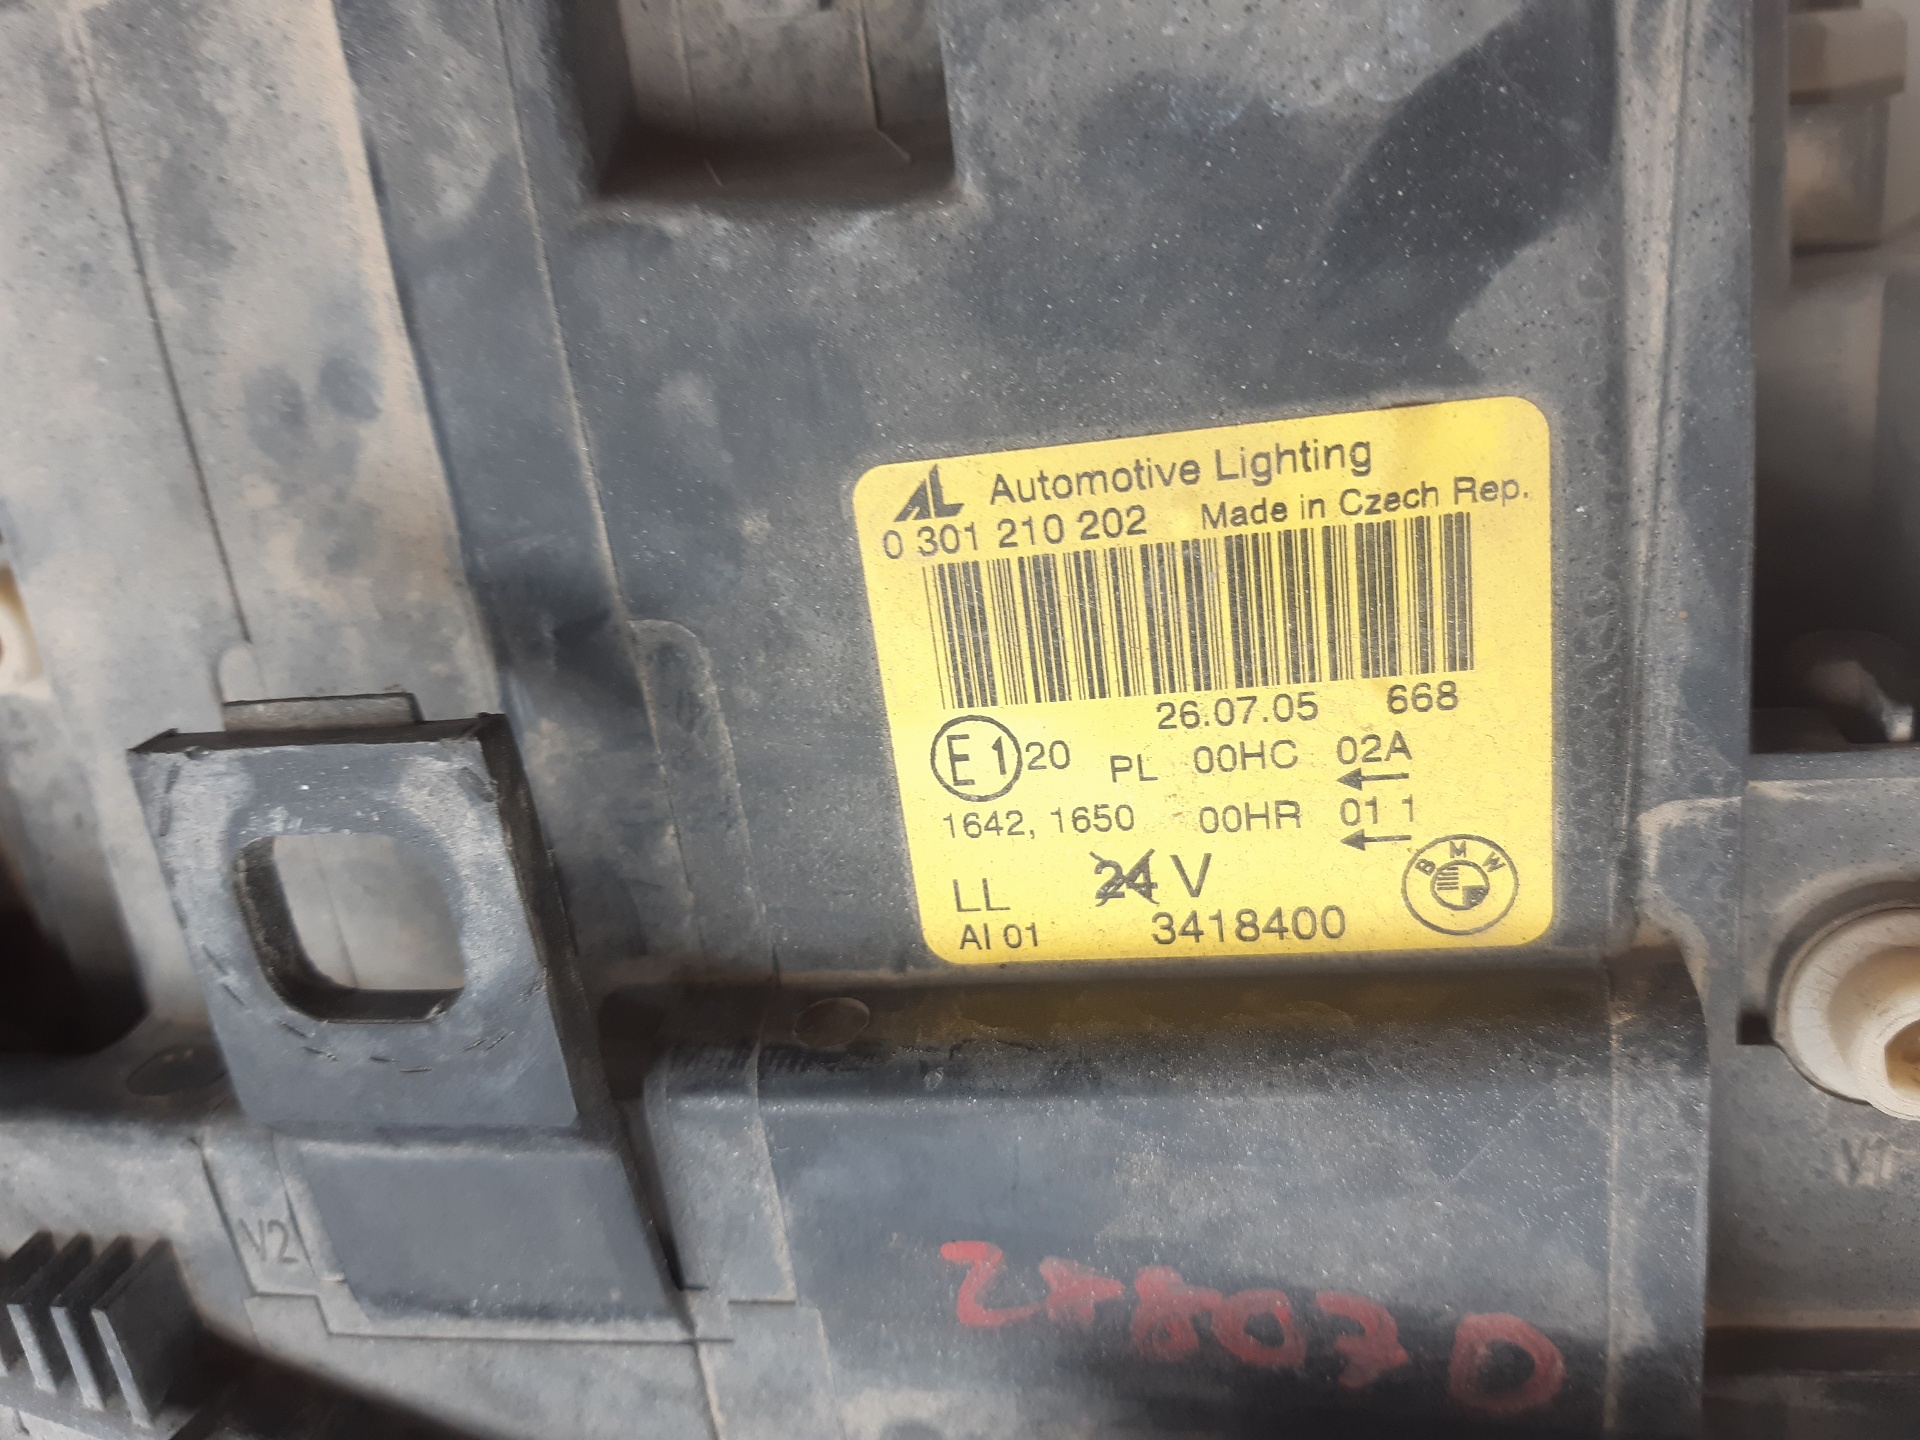 AL Automotive Lighting
0 301 210 202 Made in Czech Rep.
26.07.05 668
E1 20 PL 00HC 02A
1642, 1650 00HR 01 1
LL 24 V
BMW
AI 01 3418400
V2